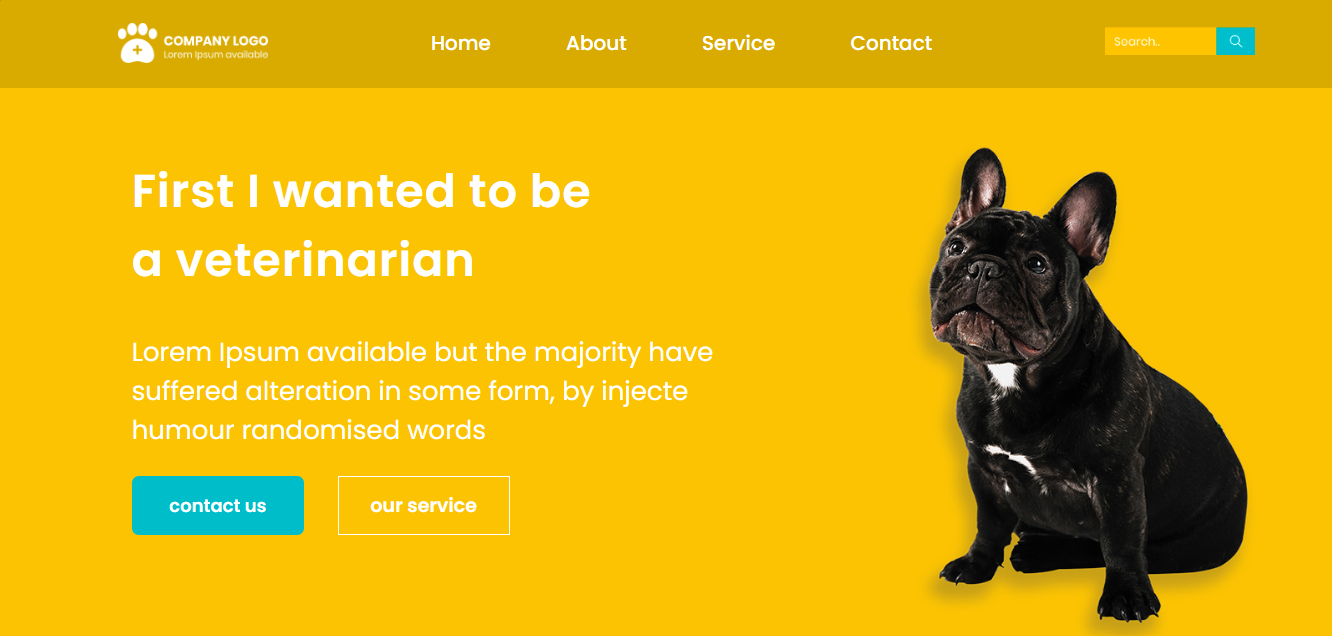 COMPANY LOGO
Lorem Ipsum available
Home
About
Service
Contact
Search..
First I wanted to be
a veterinarian
Lorem Ipsum available but the majority have
suffered alteration in some form, by injecte
humour randomised words
contact us
our service